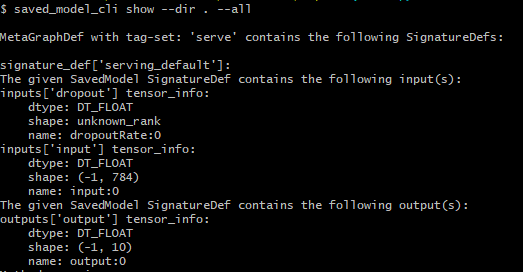 $ saved_model_cli show --dir . --all
MetaGraphDef with tag-set: 'serve' contains the following SignatureDefs:
signature_def['serving_default']:
The given SavedModel SignatureDef contains the following input(s):
inputs['dropout'] tensor_info:
dtype: DT_FLOAT
shape: unknown_rank
name: dropoutRate:0
inputs['input'] tensor_info:
dtype: DT_FLOAT
shape: (-1, 784)
name: input:0
The given SavedModel SignatureDef contains the following output(s):
outputs['output'] tensor_info:
dtype: DT_FLOAT
shape: (-1, 10)
name: output:0